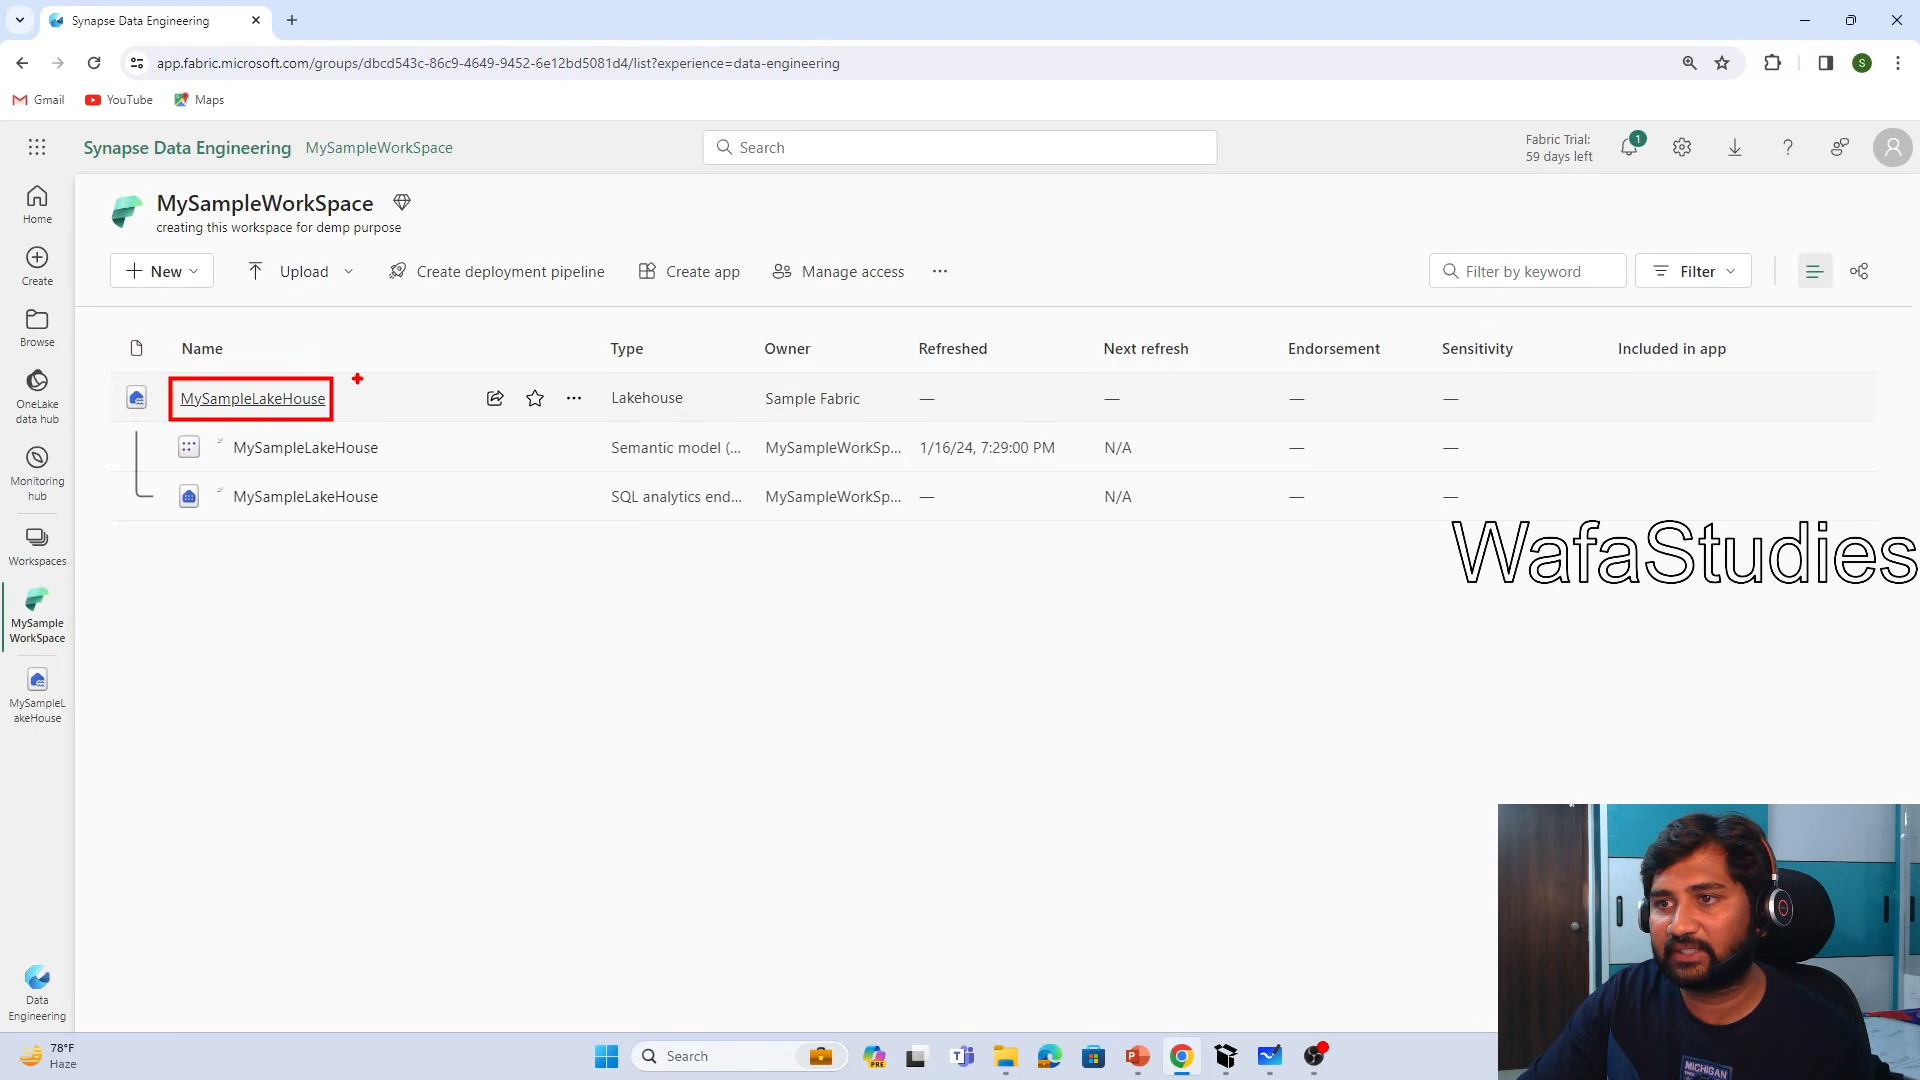 Synapse Data Engineering
app.fabric.microsoft.com/groups/dbcd543c-86c9-4649-9452-6e12bd5081d4/list?experience=data-engineering
Gmail YouTube Maps
Synapse Data Engineering MySampleWorkSpace Search Fabric Trial:
59 days left 1 S
MySampleWorkSpace
creating this workspace for demp purpose
New Upload Create deployment pipeline Create app Manage access ... Filter by keyword Filter
Name Type Owner Refreshed Next refresh Endorsement Sensitivity Included in app
MySampleLakeHouse ... Lakehouse Sample Fabric — — — —
MySampleLakeHouse Semantic model (... MySampleWorkSp... 1/16/24, 7:29:00 PM N/A — —
MySampleLakeHouse SQL analytics end... MySampleWorkSp... — N/A — —
Home
Create
Browse
OneLake
data hub
Monitoring
hub
Workspaces
MySample
WorkSpace
MySampleL
akeHouse
Data
Engineering
WafaStudies
MICHIGAN
78°F
Haze
Search
PRE